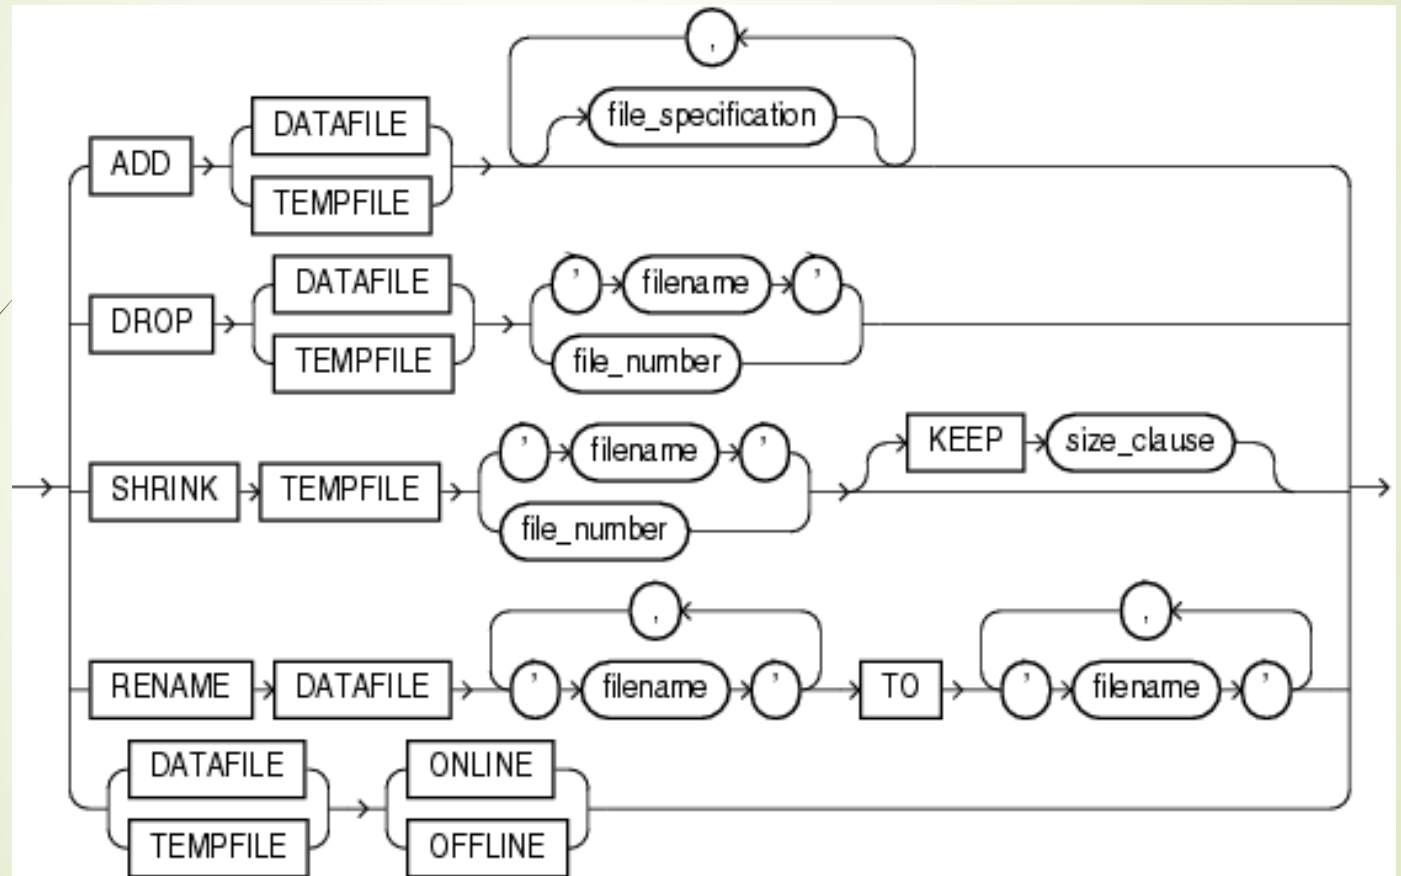 ,
file_specification
DATAFILE
ADD
TEMPFILE
DATAFILE ' filename '
DROP
TEMPFILE file_number
KEEP size_clause
' filename '
SHRINK TEMPFILE
file_number
, ,
RENAME DATAFILE ' filename ' TO ' filename '
DATAFILE ONLINE
TEMPFILE OFFLINE